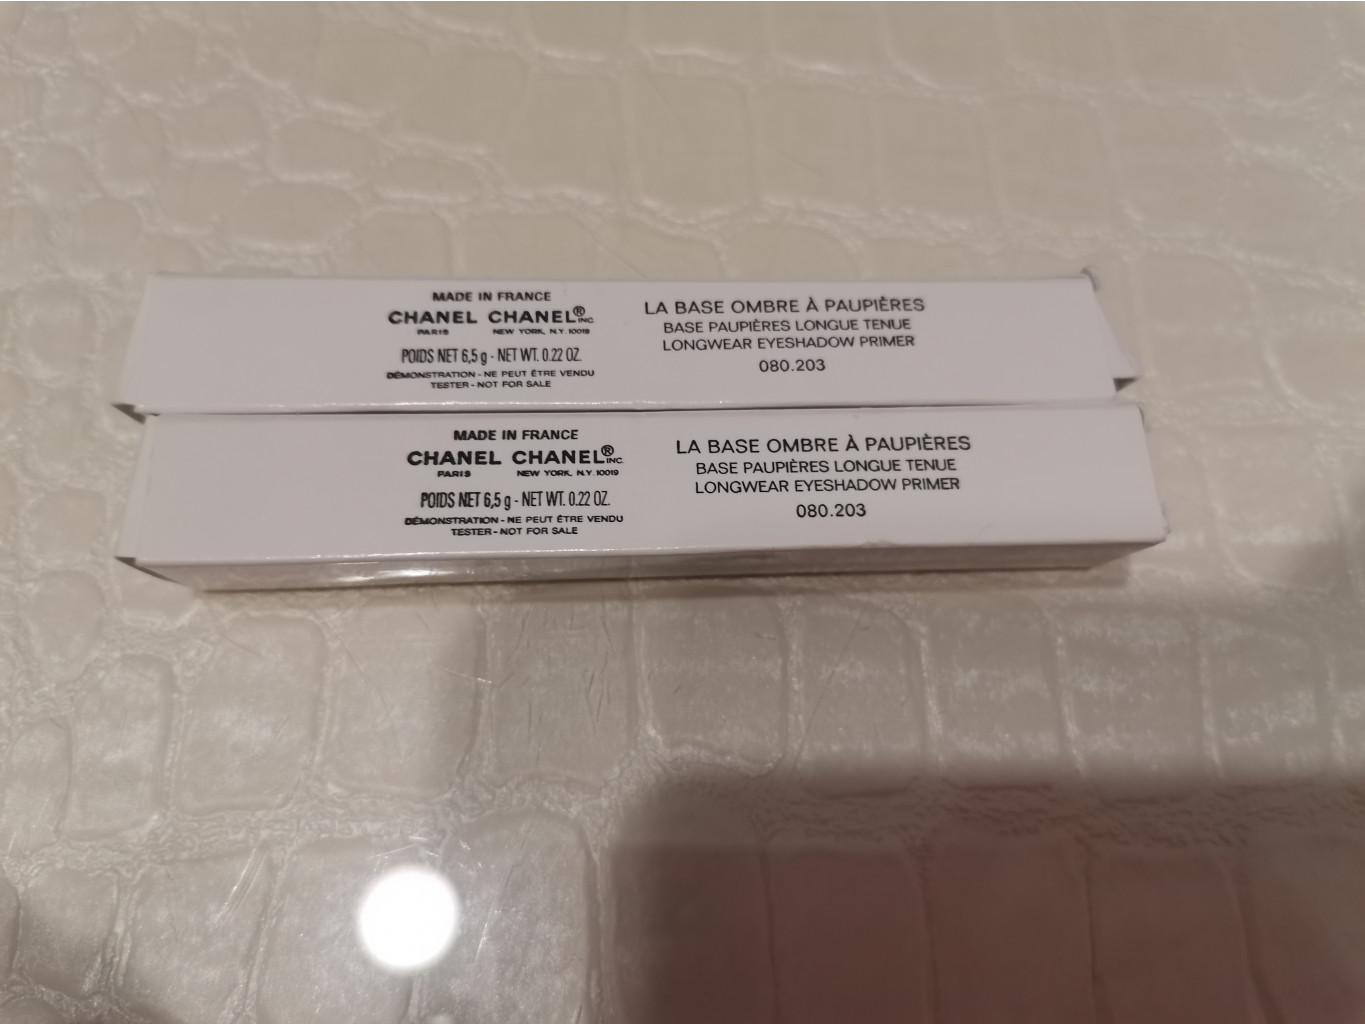 MADE IN FRANCE
CHANEL CHANEL® INC.
PARIS NEW YORK, N.Y. 10019
POIDS NET 6,5 g - NET WT. 0.22 OZ.
DÉMONSTRATION - NE PEUT ÊTRE VENDU
TESTER - NOT FOR SALE
LA BASE OMBRE À PAUPIÈRES
BASE PAUPIÈRES LONGUE TENUE
LONGWEAR EYESHADOW PRIMER
080.203
MADE IN FRANCE
CHANEL CHANEL® INC.
PARIS NEW YORK, N.Y. 10019
POIDS NET 6,5 g - NET WT. 0.22 OZ.
DÉMONSTRATION - NE PEUT ÊTRE VENDU
TESTER - NOT FOR SALE
LA BASE OMBRE À PAUPIÈRES
BASE PAUPIÈRES LONGUE TENUE
LONGWEAR EYESHADOW PRIMER
080.203